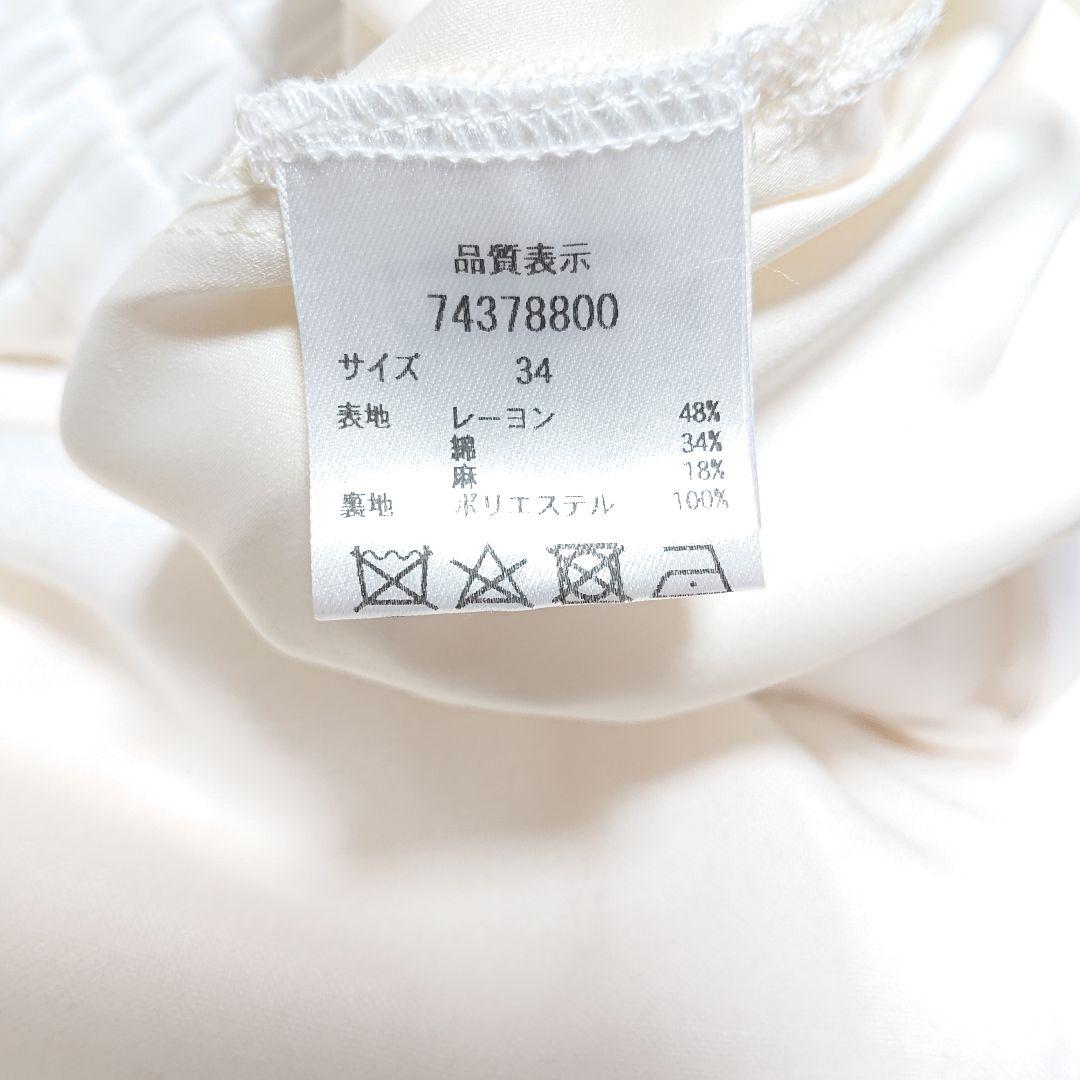 品質表示
74378800
サイズ 34
表地 レーヨン 48%
綿 34%
麻 18%
裏地 ポリエステル 100%